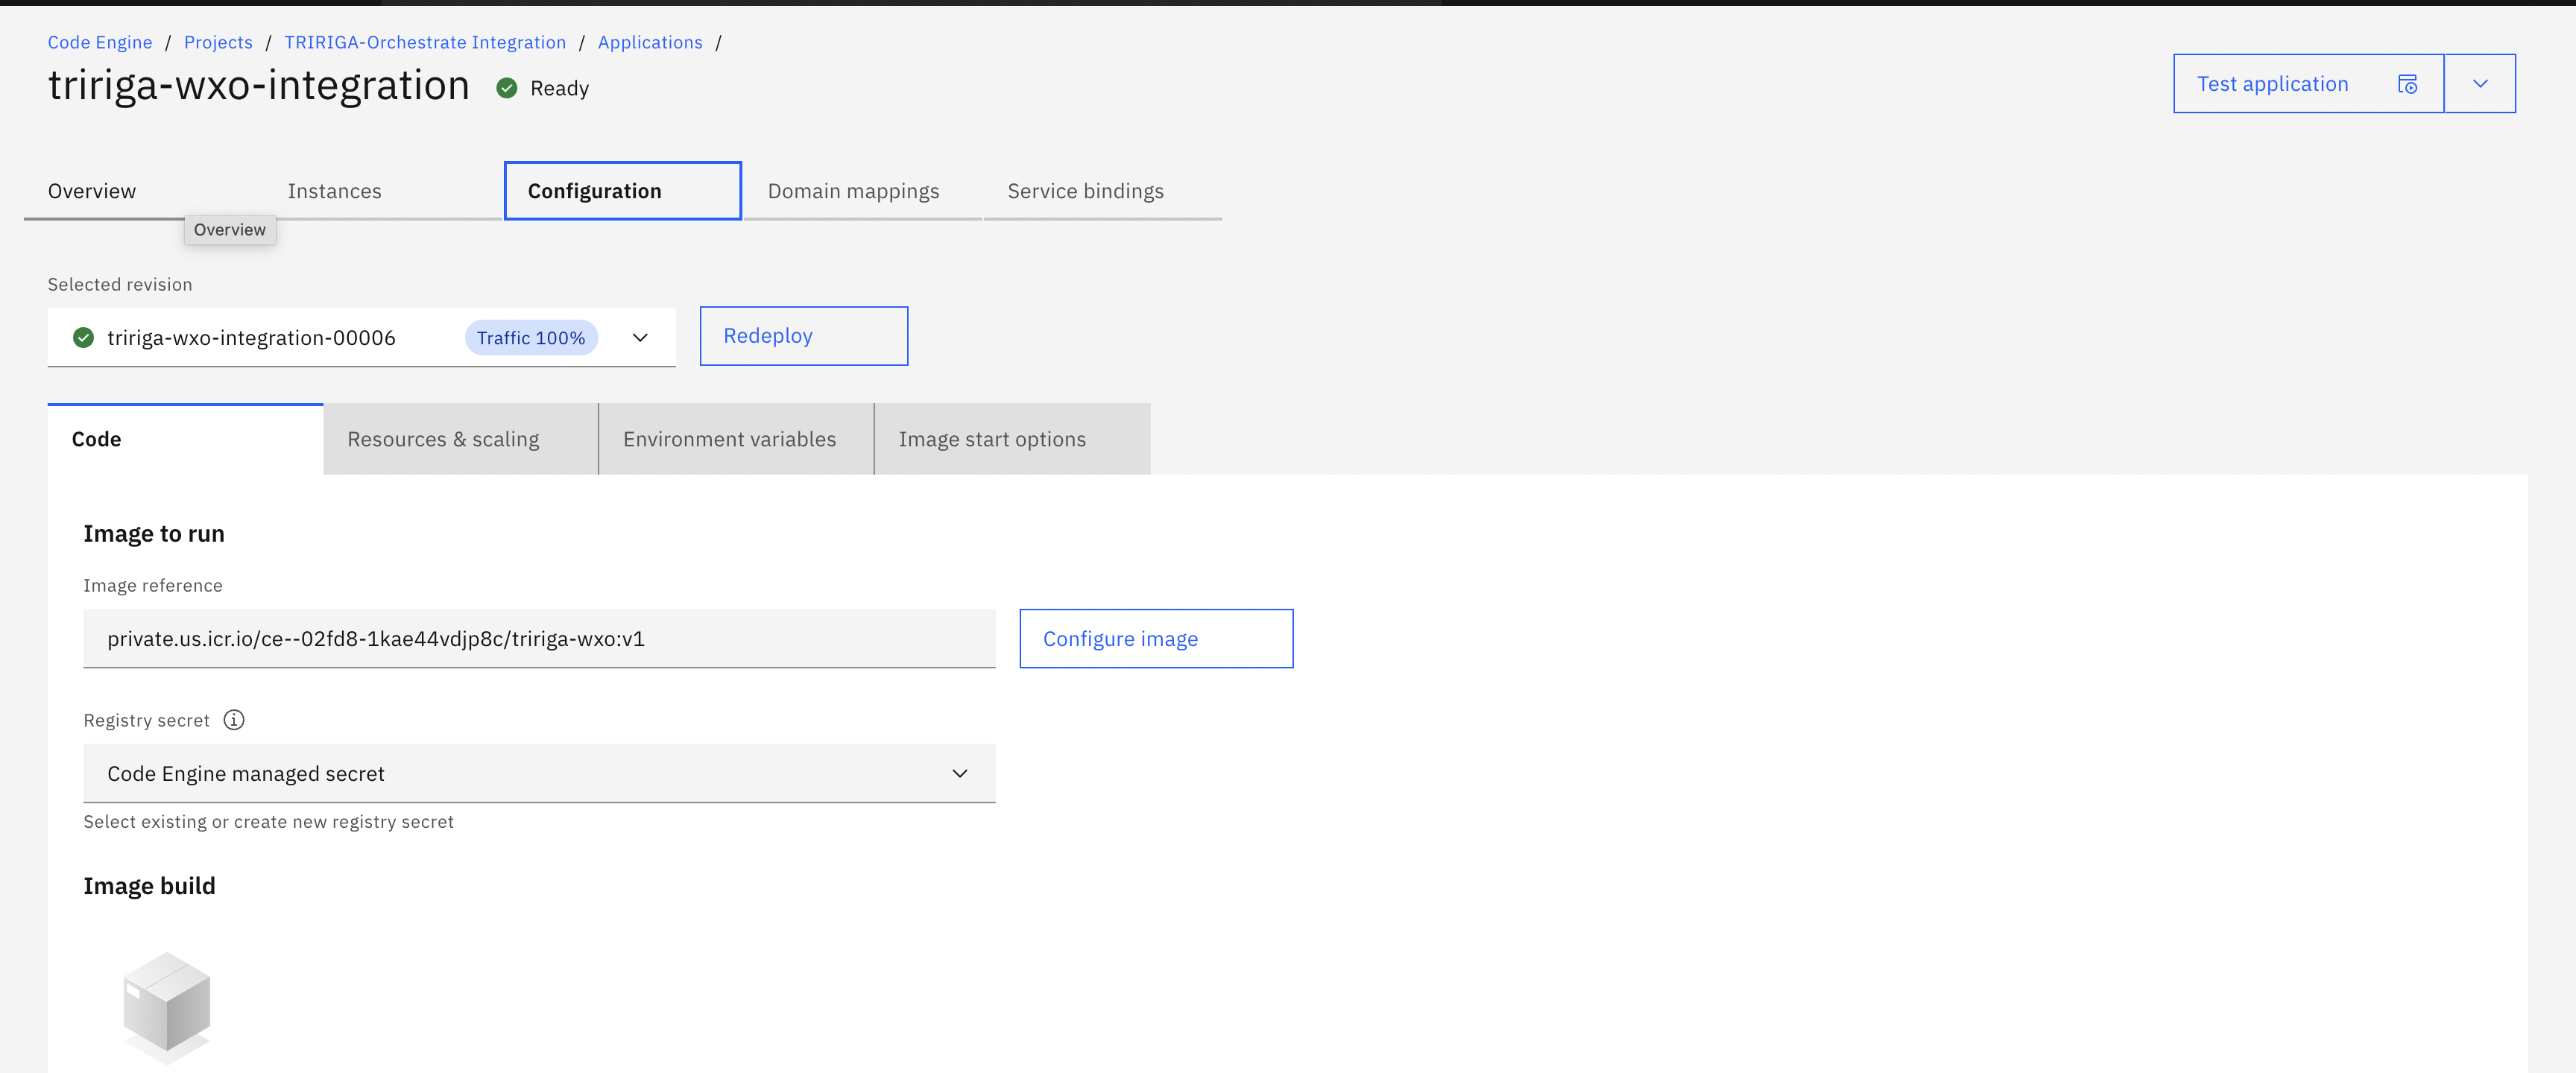 Code Engine / Projects / TRIRIGA-Orchestrate Integration / Applications /
tririga-wxo-integration Ready
Test application
Overview Instances Configuration Domain mappings Service bindings
Overview
Selected revision
tririga-wxo-integration-00006 Traffic 100% Redeploy
Code Resources & scaling Environment variables Image start options
Image to run
Image reference
private.us.icr.io/ce--02fd8-1kae44vdjp8c/tririga-wxo:v1 Configure image
Registry secret
Code Engine managed secret
Select existing or create new registry secret
Image build